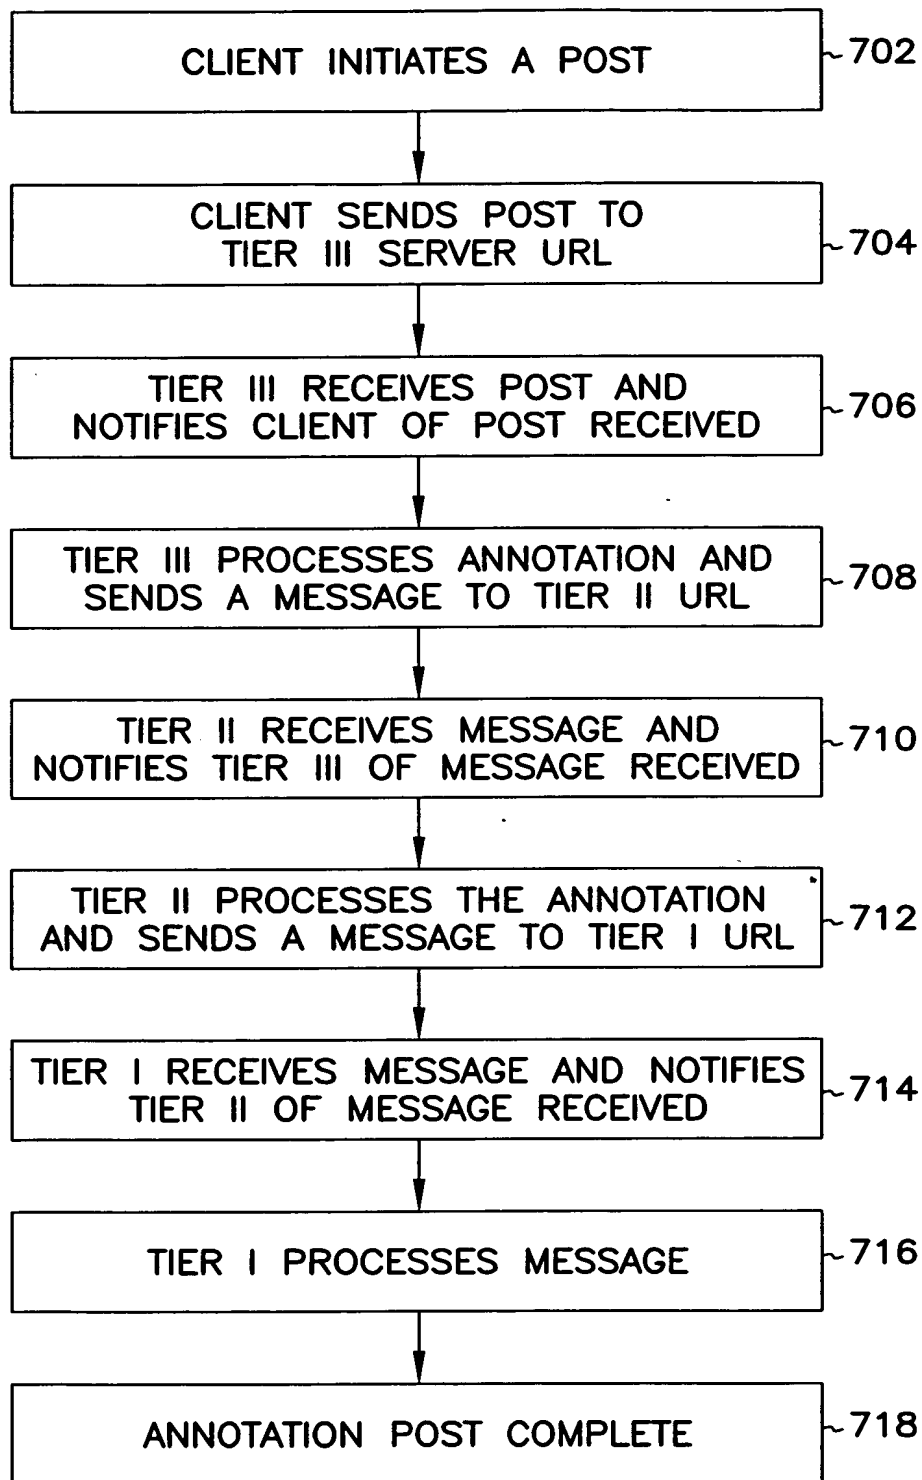 CLIENT INITIATES A POST
702
CLIENT SENDS POST TO
TIER III SERVER URL
704
TIER III RECEIVES POST AND
NOTIFIES CLIENT OF POST RECEIVED
706
TIER III PROCESSES ANNOTATION AND
SENDS A MESSAGE TO TIER II URL
708
TIER II RECEIVES MESSAGE AND
NOTIFIES TIER III OF MESSAGE RECEIVED
710
TIER II PROCESSES THE ANNOTATION
AND SENDS A MESSAGE TO TIER I URL
712
TIER I RECEIVES MESSAGE AND NOTIFIES
TIER II OF MESSAGE RECEIVED
714
TIER I PROCESSES MESSAGE
716
ANNOTATION POST COMPLETE
718